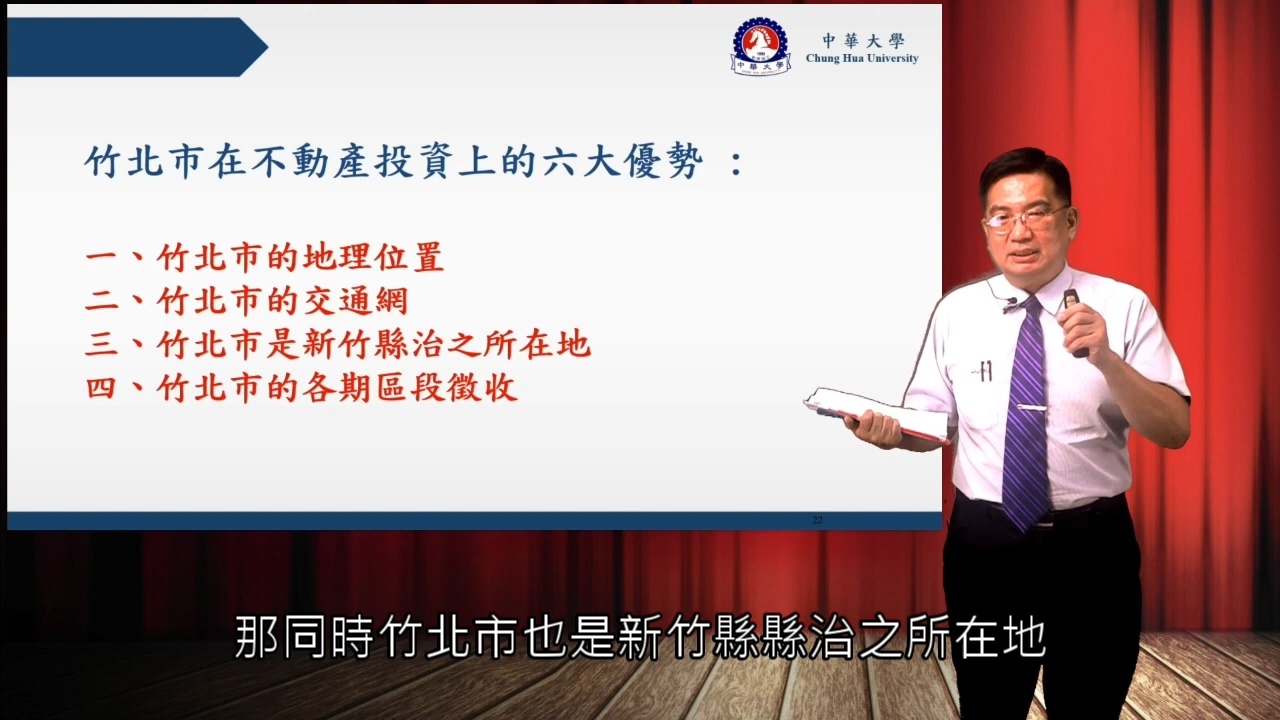 中華大學
Chung Hua University
中華大學
竹北市在不動產投資上的六大優勢 ：
一、竹北市的地理位置
二、竹北市的交通網
三、竹北市是新竹縣治之所在地
四、竹北市的各期區段徵收
22
那同時竹北市也是新竹縣縣治之所在地